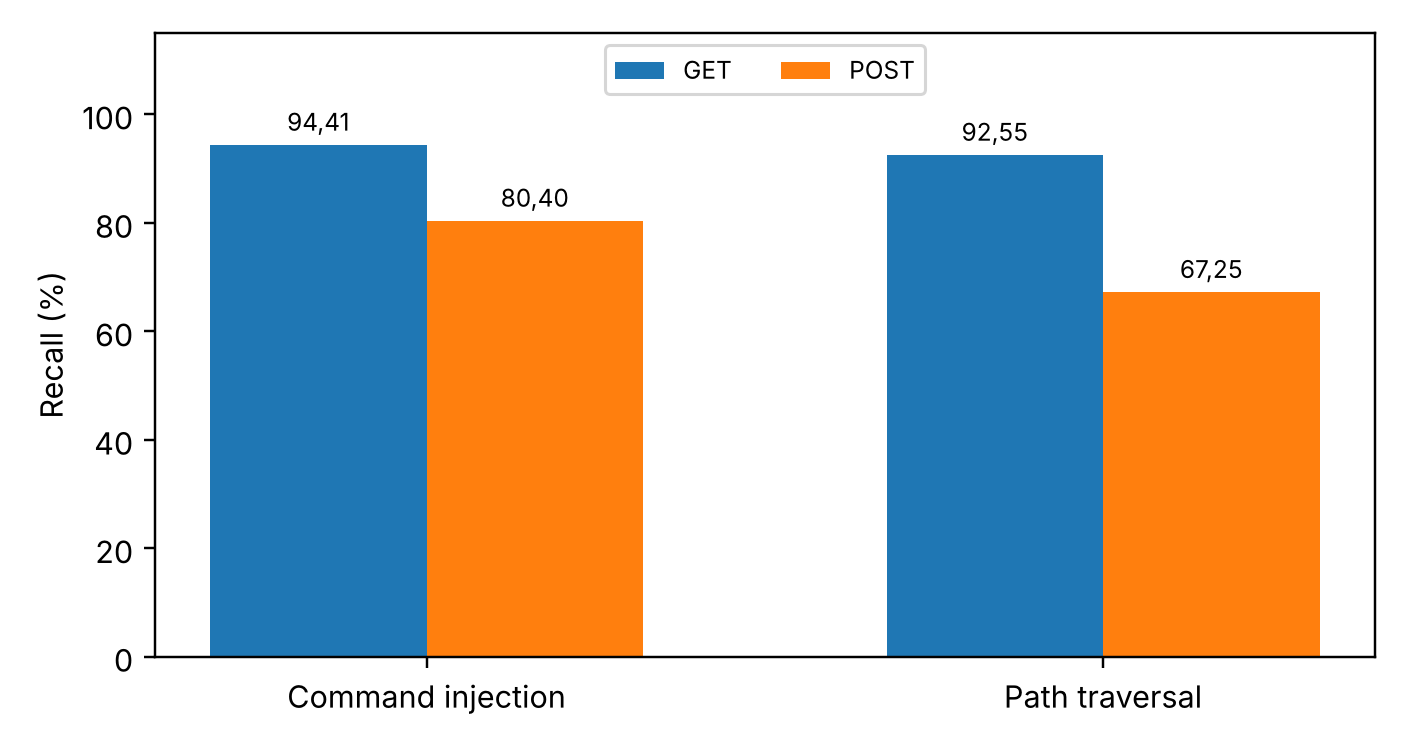 GET POST
94,41
92,55
80,40
67,25
100
80
60
40
20
0
Recall (%)
Command injection
Path traversal